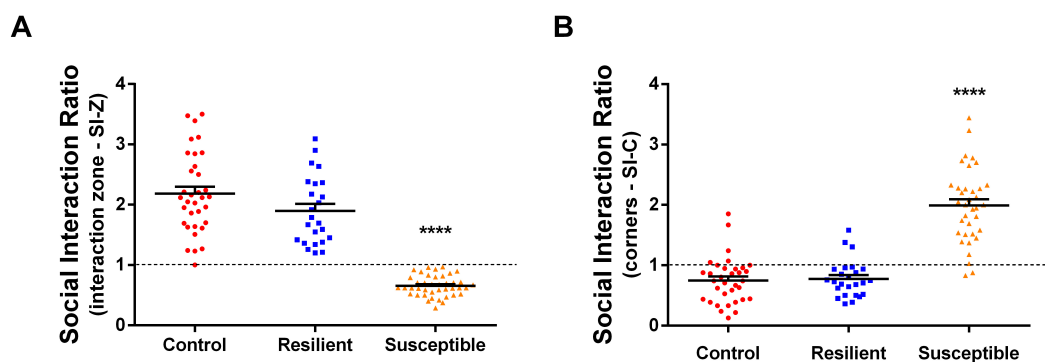 A
Social Interaction Ratio
(interaction zone - SI-Z)
4
3
2
1
0
****
Control
Resilient
Susceptible
B
Social Interaction Ratio
(corners - SI-C)
4
3
2
1
0
****
Control
Resilient
Susceptible